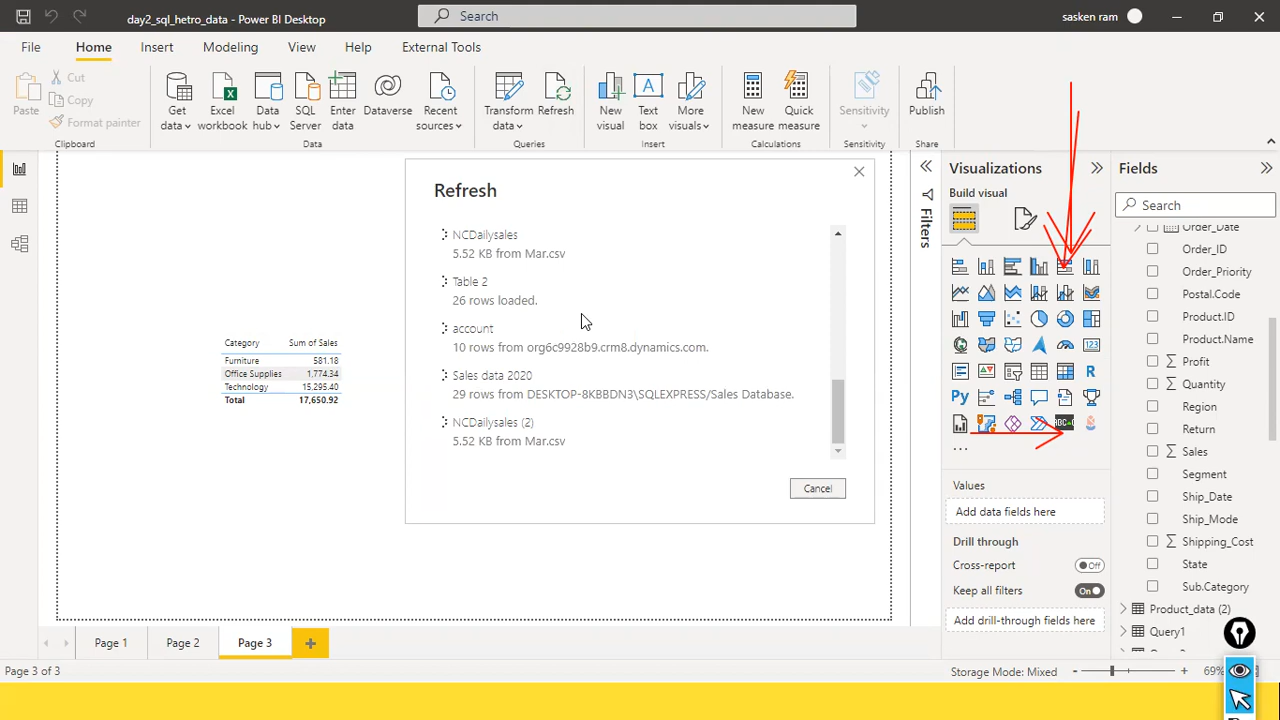 day2_sql_hetro_data - Power BI Desktop
Search
sasken ram
File Home Insert Modeling View Help External Tools
Paste
Cut
Copy
Format painter
Get data
Excel workbook
Data hub
SQL Server
Enter data
Dataverse
Recent sources
Transform data
Refresh
New visual
Text box
More visuals
New measure
Quick measure
Sensitivity
Publish
Clipboard Data Queries Insert Calculations Sensitivity Share
Refresh
NCDailysales
5.52 KB from Mar.csv
Table 2
26 rows loaded.
account
10 rows from org6c9928b9.crm8.dynamics.com.
Sales data 2020
29 rows from DESKTOP-8KBBDN3\SQLEXPRESS/Sales Database.
NCDailysales (2)
5.52 KB from Mar.csv
Cancel
Category Sum of Sales
Furniture 581.18
Office Supplies 1,774.34
Technology 15,295.40
Total 17,650.92
Filters
Visualizations
Build visual
123
R
Py
Values
Add data fields here
Drill through
Cross-report Off
Keep all filters On
Add drill-through fields here
Fields
Search
Order_Date
Order_ID
Order_Priority
Postal.Code
Product.ID
Product.Name
Profit
Quantity
Region
Return
Sales
Segment
Ship_Date
Ship_Mode
Shipping_Cost
State
Sub.Category
Product_data (2)
Query1
Page 1 Page 2 Page 3
Page 3 of 3
Storage Mode: Mixed
69%